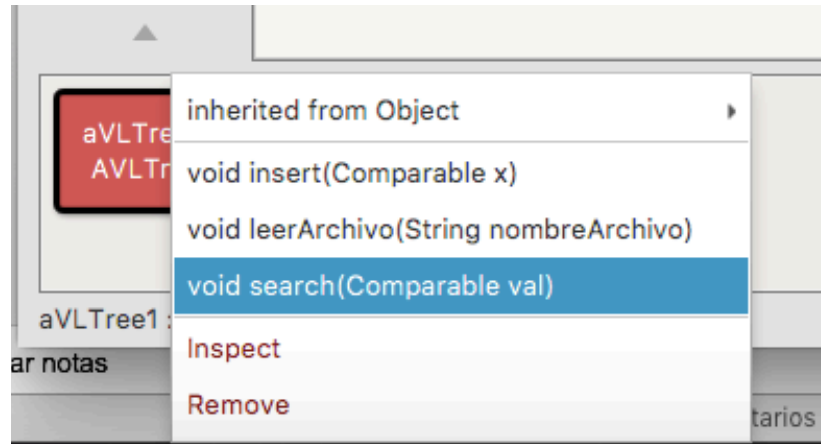 inherited from Object
aVLTre
AVLTr
void insert(Comparable x)
void leerArchivo(String nombreArchivo)
void search(Comparable val)
aVLTree1 :
Inspect
ar notas
Remove
tarios